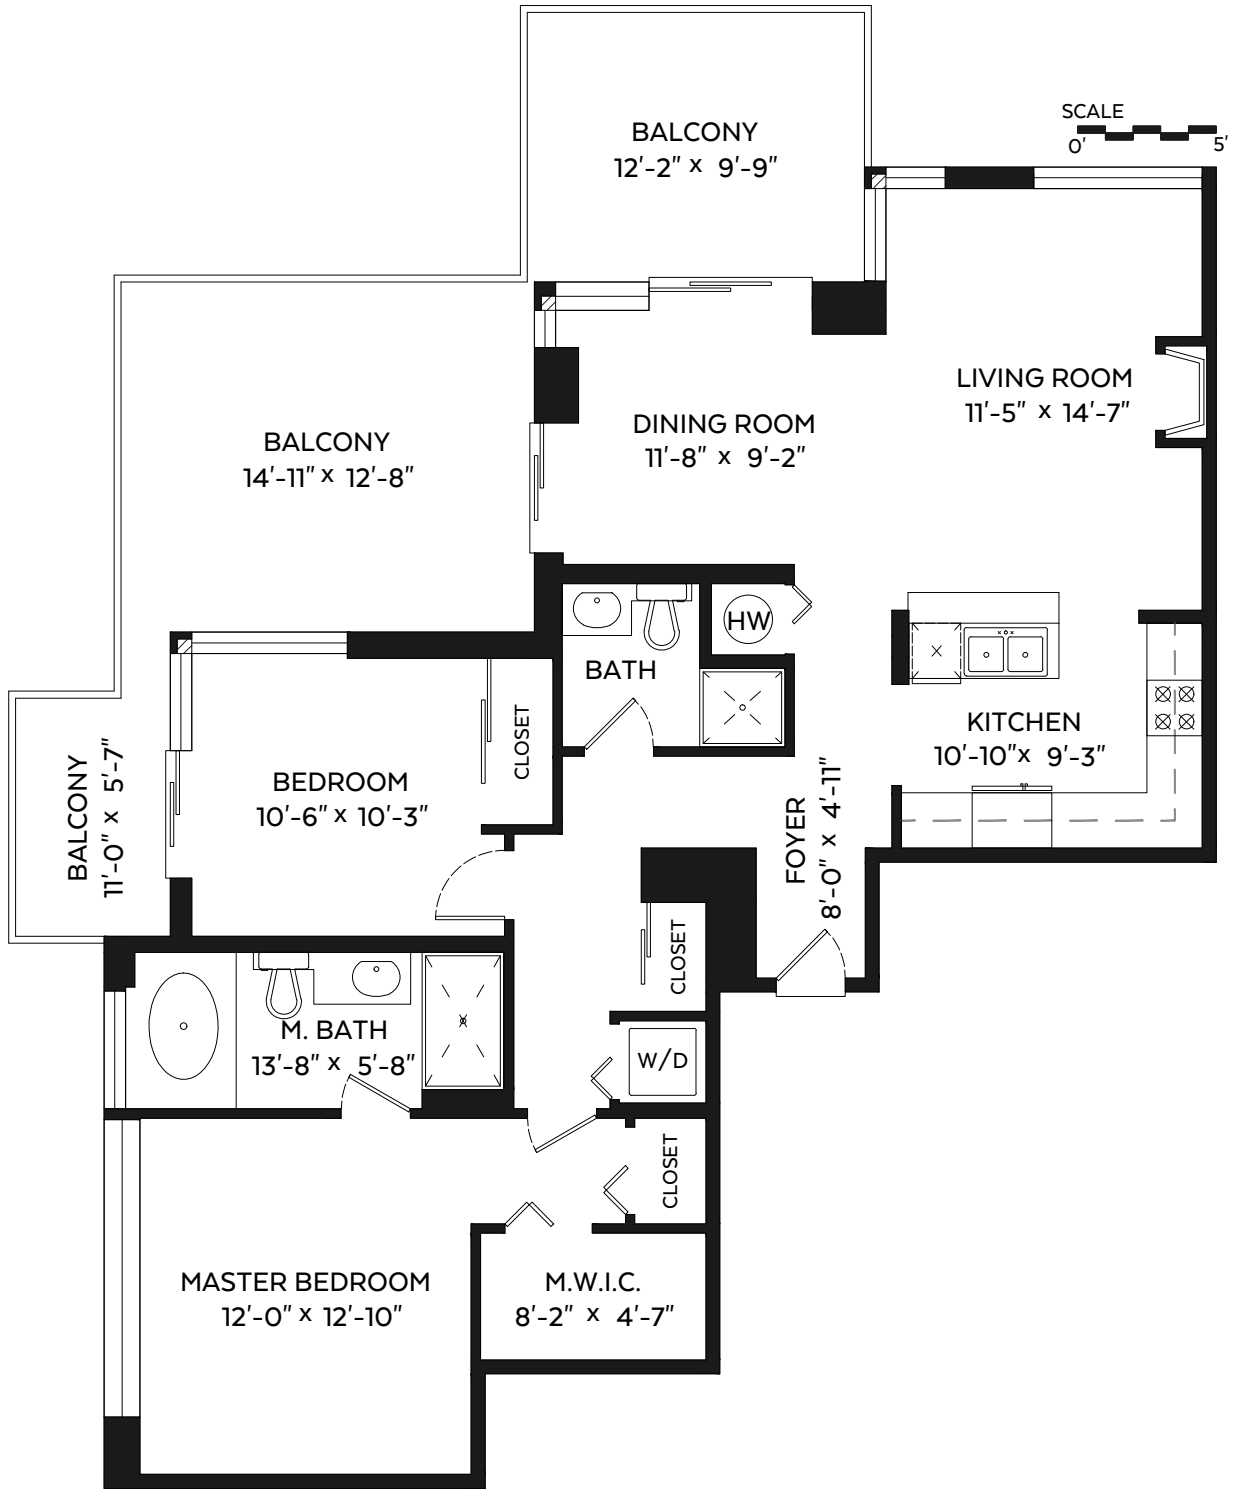 SCALE
0'
5'
BALCONY
12'-2" x 9'-9"
LIVING ROOM
11'-5" x 14'-7"
DINING ROOM
11'-8" x 9'-2"
BALCONY
14'-11" x 12'-8"
HW
BATH
CLOSET
KITCHEN
10'-10" x 9'-3"
BEDROOM
10'-6" x 10'-3"
BALCONY
11'-0" x 5'-7"
FOYER
8'-0" x 4'-11"
CLOSET
M. BATH
13'-8" x 5'-8"
W/D
CLOSET
MASTER BEDROOM
12'-0" x 12'-10"
M.W.I.C.
8'-2" x 4'-7"